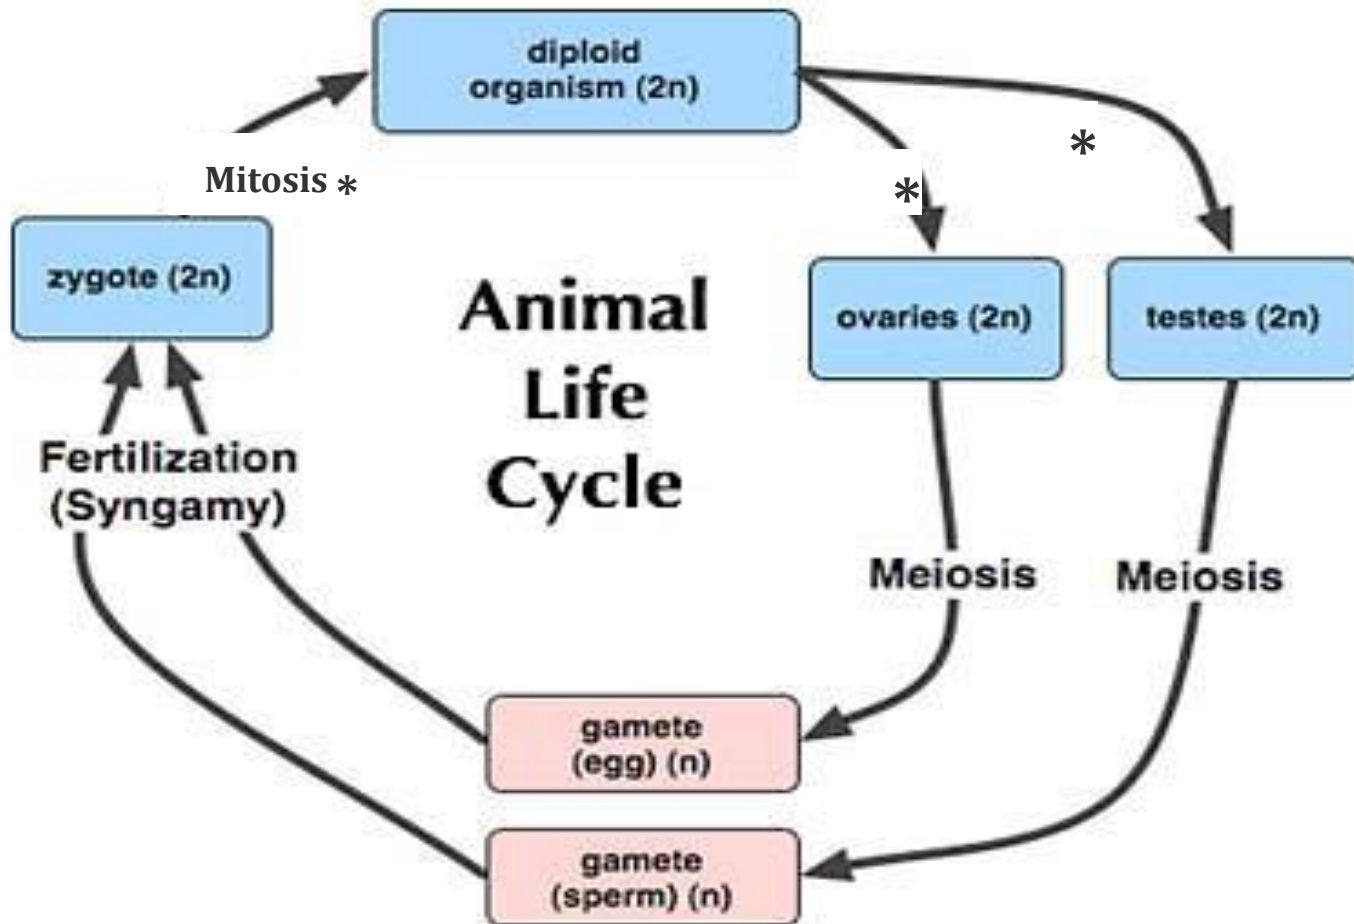 diploid
organism (2n)
*
Mitosis *
*
zygote (2n)
Animal
Life
Cycle
ovaries (2n)
testes (2n)
Fertilization
(Syngamy)
Meiosis
Meiosis
gamete
(egg) (n)
gamete
(sperm) (n)